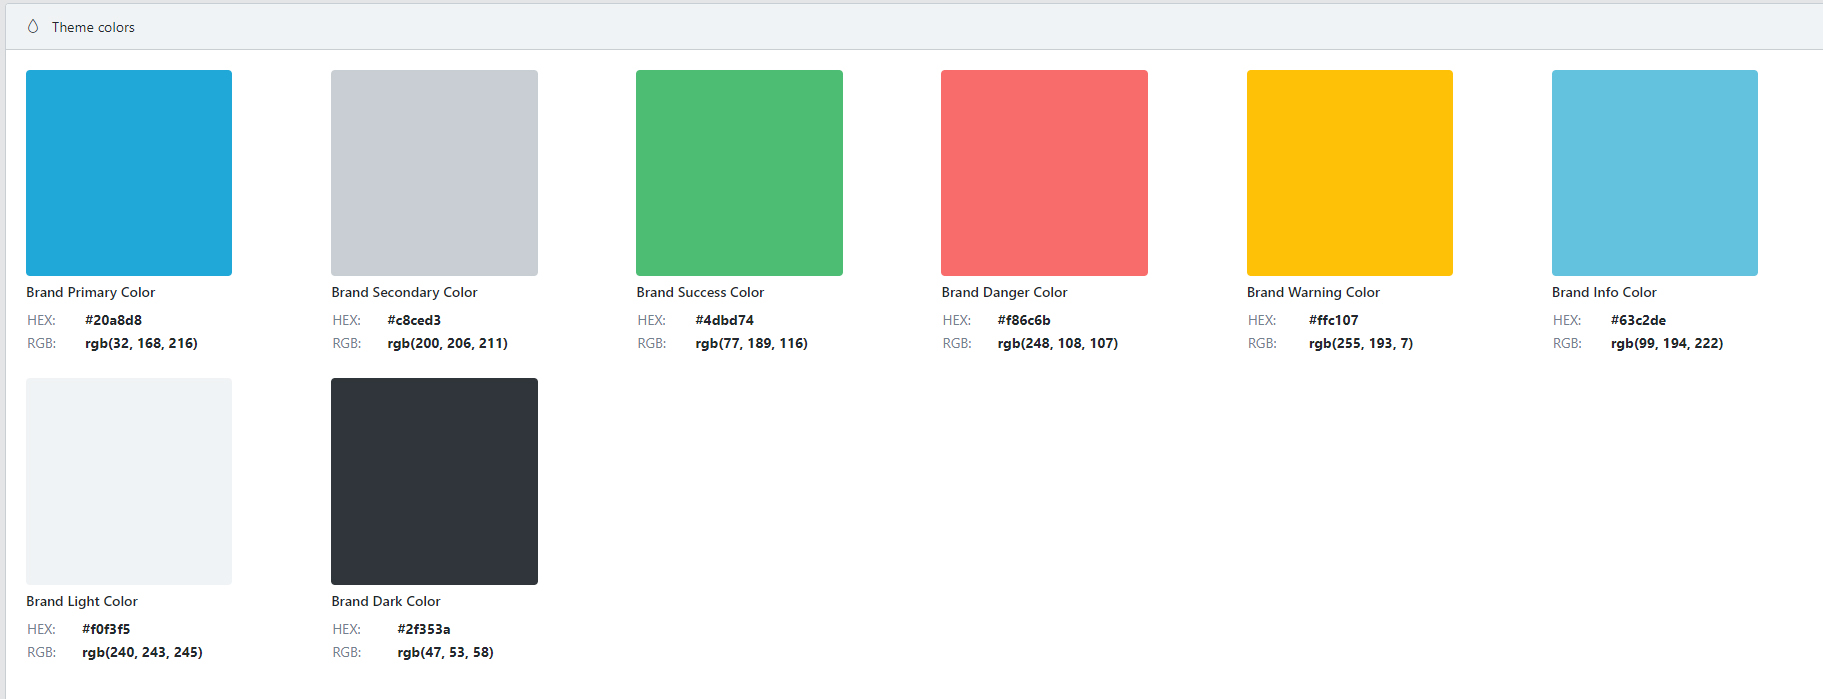 Theme colors
Brand Primary Color
HEX: #20a8d8
RGB: rgb(32, 168, 216)
Brand Secondary Color
HEX: #c8ced3
RGB: rgb(200, 206, 211)
Brand Success Color
HEX: #4dbd74
RGB: rgb(77, 189, 116)
Brand Danger Color
HEX: #f86c6b
RGB: rgb(248, 108, 107)
Brand Warning Color
HEX: #ffc107
RGB: rgb(255, 193, 7)
Brand Info Color
HEX: #63c2de
RGB: rgb(99, 194, 222)
Brand Light Color
HEX: #f0f3f5
RGB: rgb(240, 243, 245)
Brand Dark Color
HEX: #2f353a
RGB: rgb(47, 53, 58)